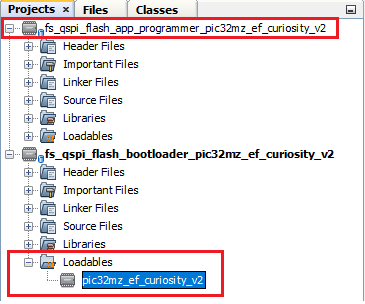 Projects × Files Classes
fs_qspi_flash_app_programmer_pic32mz_ef_curiosity_v2
Header Files
Important Files
Linker Files
Source Files
Libraries
Loadables
fs_qspi_flash_bootloader_pic32mz_ef_curiosity_v2
Header Files
Important Files
Linker Files
Source Files
Libraries
Loadables
pic32mz_ef_curiosity_v2